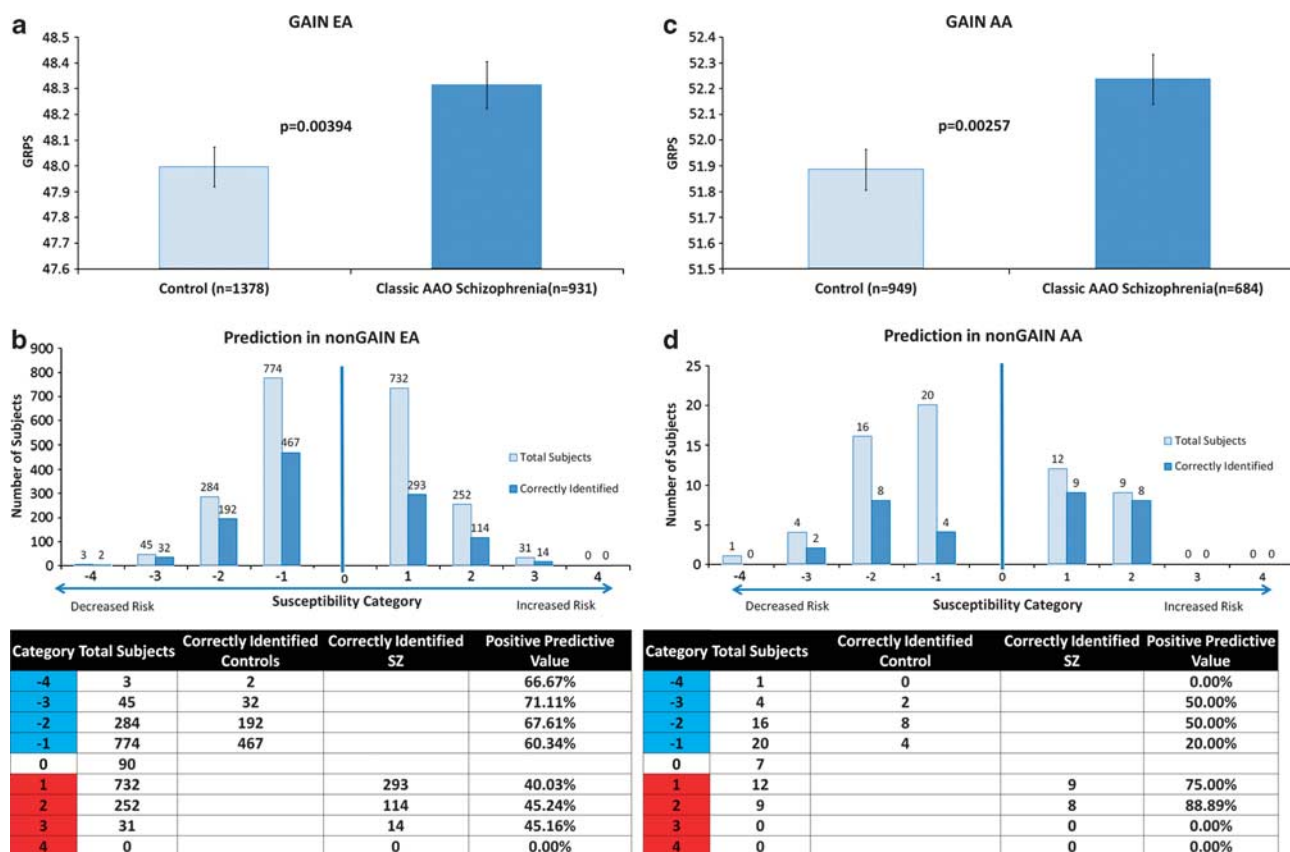 a
GAIN EA
48.5
48.4
48.3
48.2
48.1
48.0
47.9
47.8
47.7
47.6
GRPS
p=0.00394
Control (n=1378)
Classic AAO Schizophrenia(n=931)
c
GAIN AA
52.4
52.3
52.2
52.1
52.0
51.9
51.8
51.7
51.6
51.5
GRPS
p=0.00257
Control (n=949)
Classic AAO Schizophrenia(n=684)
b
Prediction in nonGAIN EA
900
800
700
600
500
400
300
200
100
0
Number of Subjects
3 2 45 32 284 192 774 467 732 293 252 114 31 14 0 0
Total Subjects
Correctly Identified
-4 -3 -2 -1 0 1 2 3 4
Decreased Risk Susceptibility Category Increased Risk
d
Prediction in nonGAIN AA
25
20
15
10
5
0
Number of Subjects
1 0 4 2 16 8 20 4 12 9 9 8 0 0 0 0
Total Subjects
Correctly Identified
-4 -3 -2 -1 0 1 2 3 4
Decreased Risk Susceptibility Category Increased Risk
Category Total Subjects Correctly Identified Controls Correctly Identified SZ Positive Predictive Value
-4 3 2 66.67%
-3 45 32 71.11%
-2 284 192 67.61%
-1 774 467 60.34%
0 90
1 732 293 40.03%
2 252 114 45.24%
3 31 14 45.16%
4 0 0 0.00%
Category Total Subjects Correctly Identified Control Correctly Identified SZ Positive Predictive Value
-4 1 0 0.00%
-3 4 2 50.00%
-2 16 8 50.00%
-1 20 4 20.00%
0 7
1 12 9 75.00%
2 9 8 88.89%
3 0 0 0.00%
4 0 0 0.00%